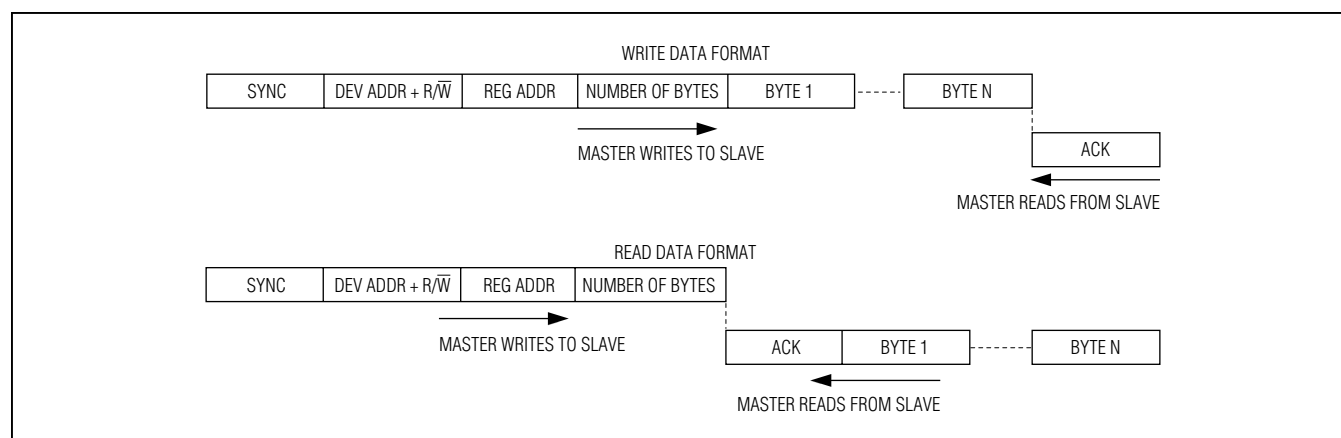 WRITE DATA FORMAT
SYNC DEV ADDR + R/W̅ REG ADDR NUMBER OF BYTES BYTE 1 BYTE N
MASTER WRITES TO SLAVE
ACK
MASTER READS FROM SLAVE
READ DATA FORMAT
SYNC DEV ADDR + R/W̅ REG ADDR NUMBER OF BYTES
MASTER WRITES TO SLAVE
ACK BYTE 1 BYTE N
MASTER READS FROM SLAVE